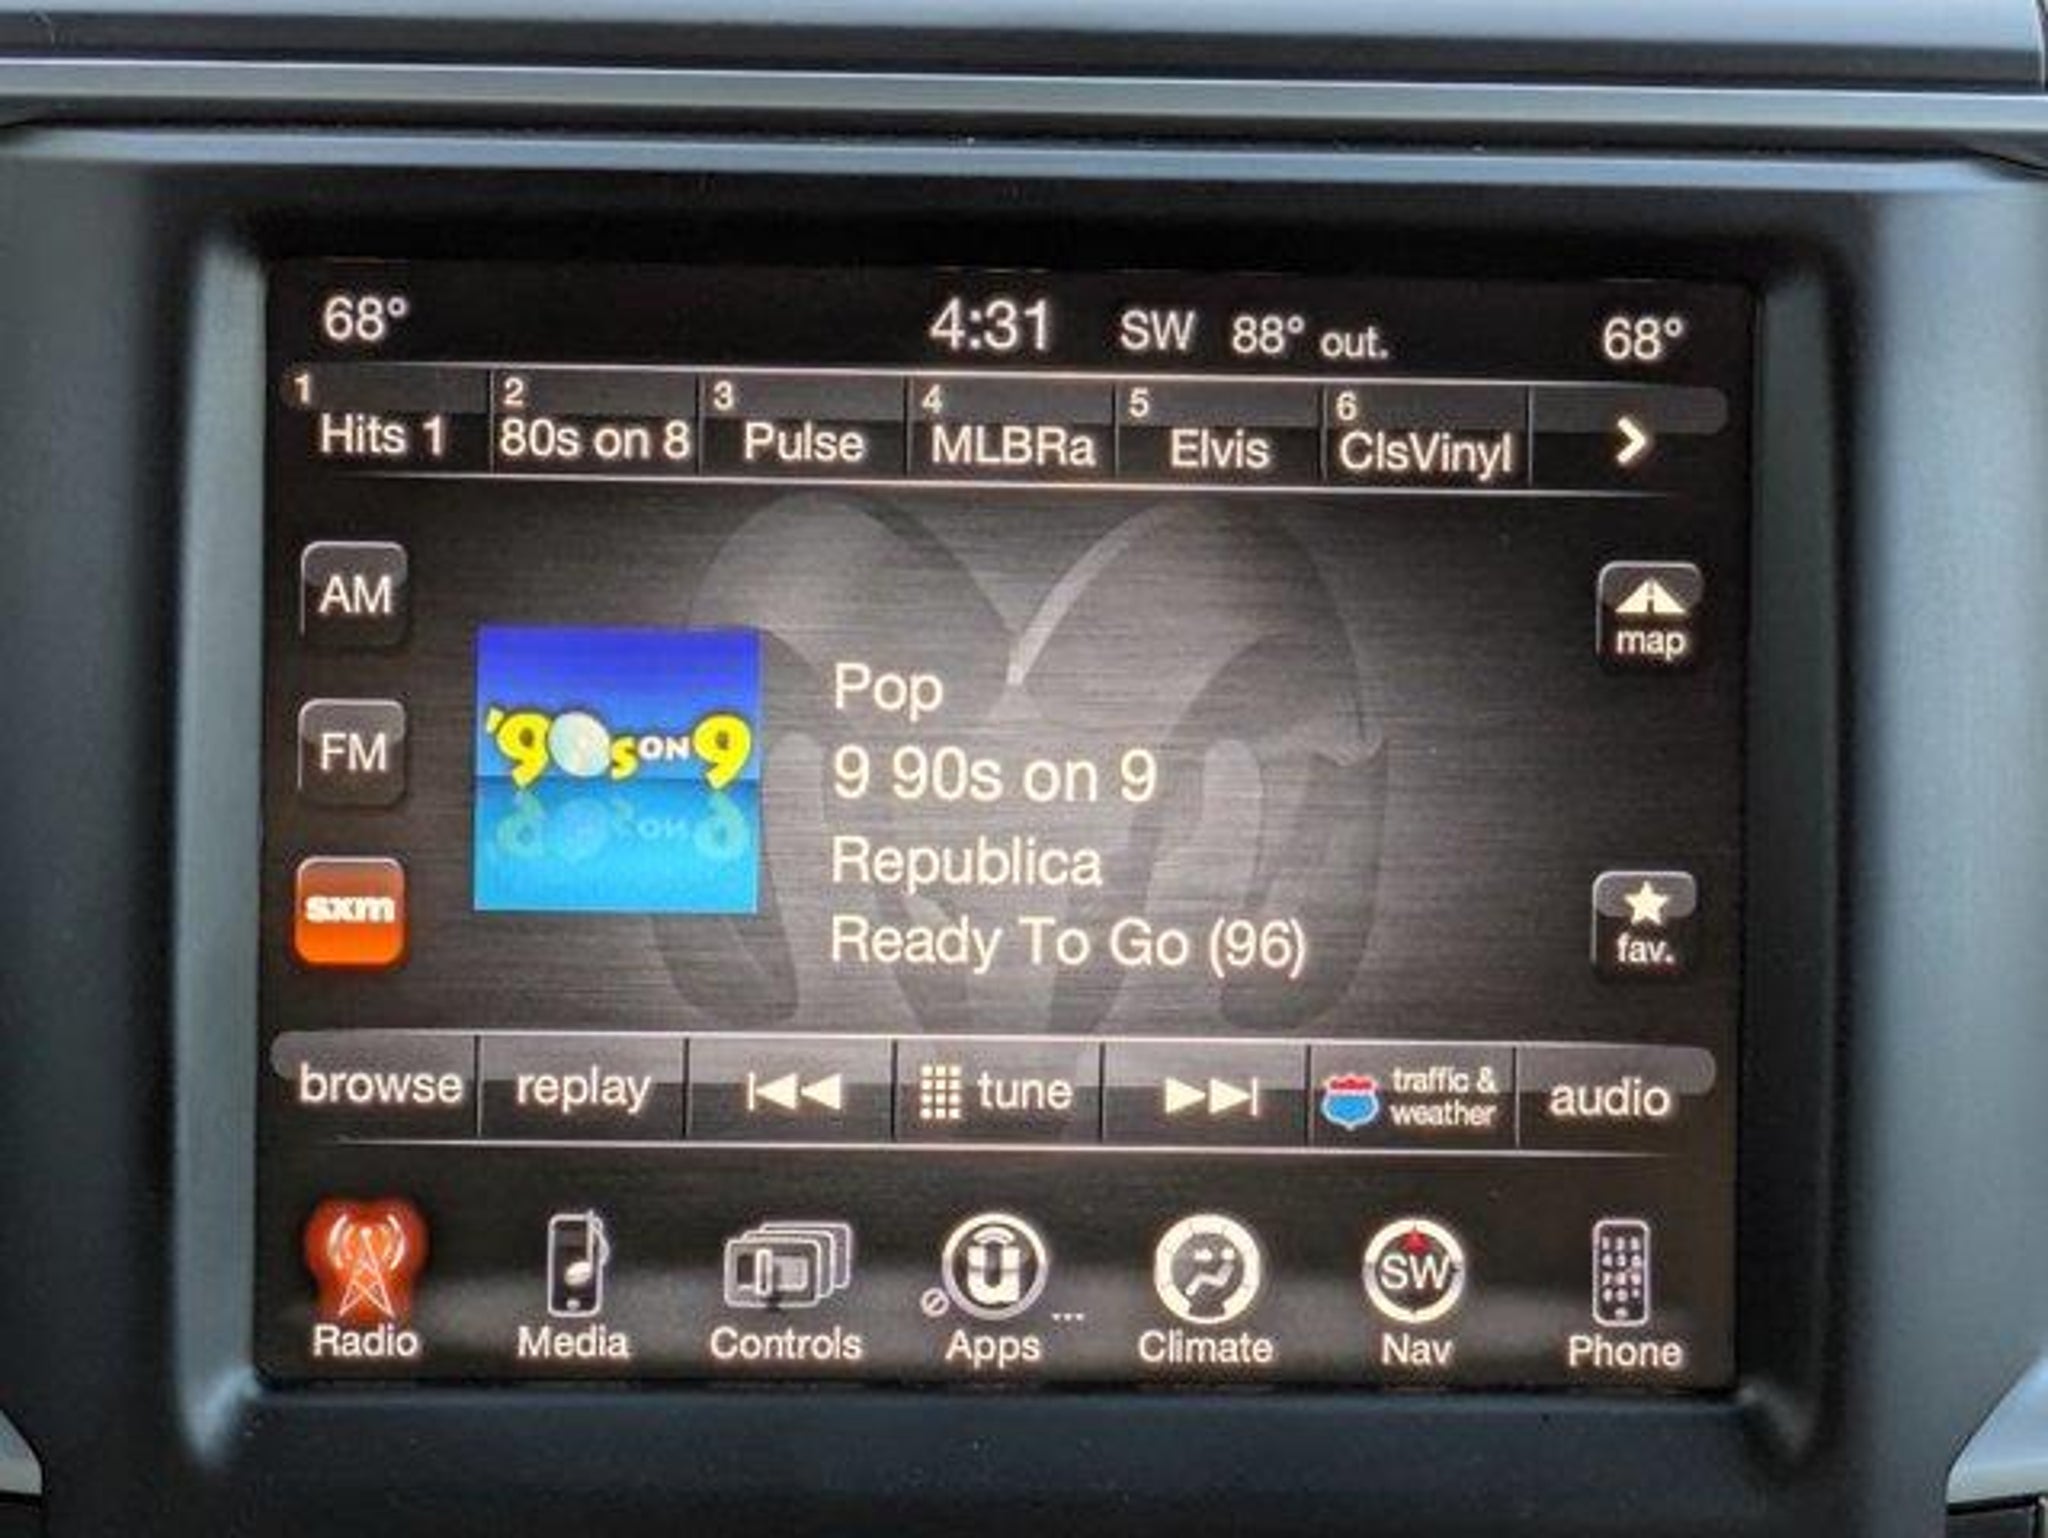 68° 4:31 SW 88° out. 68°
1 2 3 4 5 6
Hits 1 80s on 8 Pulse MLBRa Elvis ClsVinyl
AM
map
FM
'90s ON 9
Pop
9 90s on 9
Republica
Ready To Go (96)
sxm
fav.
browse replay tune traffic & weather audio
SW
Radio Media Controls Apps ... Climate Nav Phone